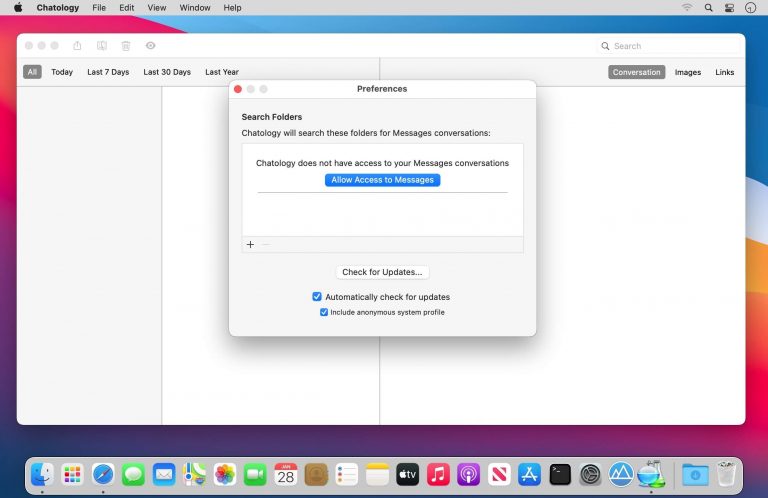 Chatology File Edit View Window Help
Search
All Today Last 7 Days Last 30 Days Last Year
Conversation Images Links
Preferences
Search Folders
Chatology will search these folders for Messages conversations:
Chatology does not have access to your Messages conversations
Allow Access to Messages
+ −
Check for Updates...
Automatically check for updates
Include anonymous system profile
JAN
28
tv